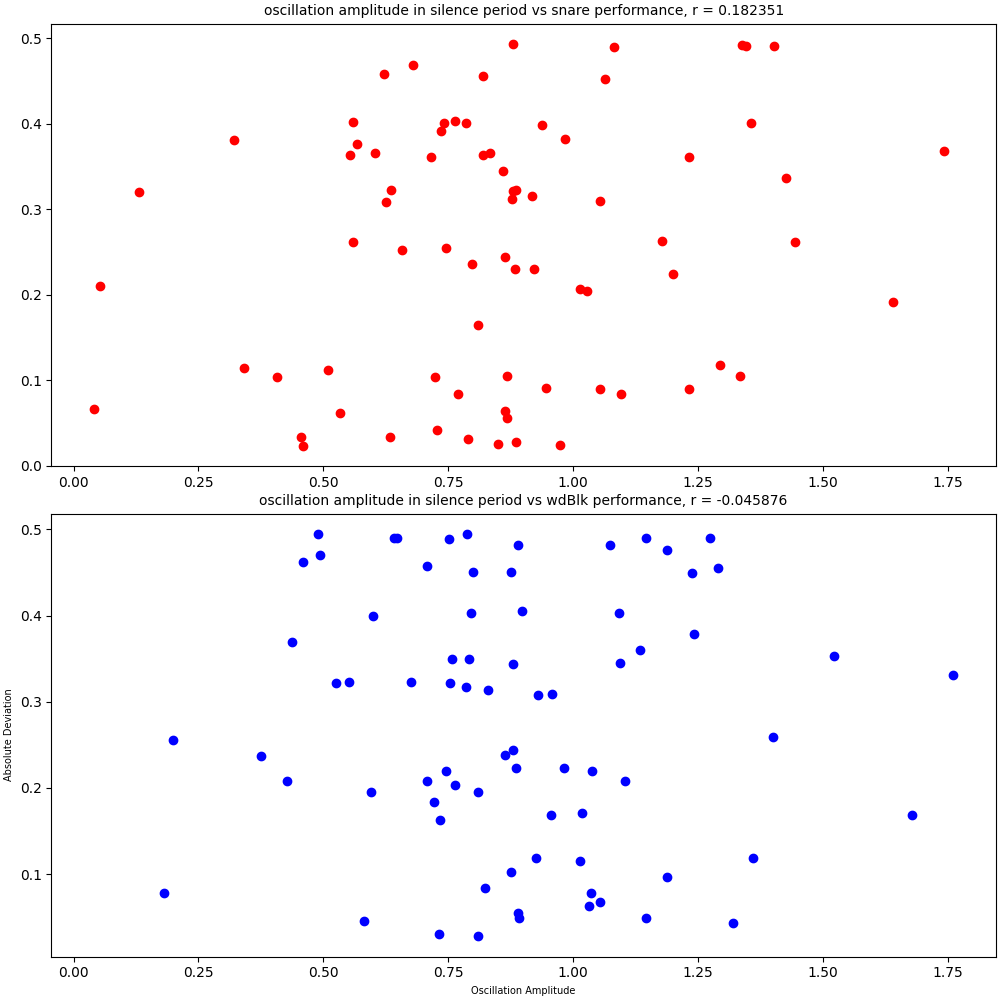 oscillation amplitude in silence period vs snare performance, r = 0.182351
0.5
0.4
0.3
0.2
0.1
0.0
0.00 0.25 0.50 0.75 1.00 1.25 1.50 1.75
oscillation amplitude in silence period vs wdBlk performance, r = -0.045876
0.5
0.4
0.3
0.2
0.1
Absolute Deviation
0.00 0.25 0.50 0.75 1.00 1.25 1.50 1.75
Oscillation Amplitude